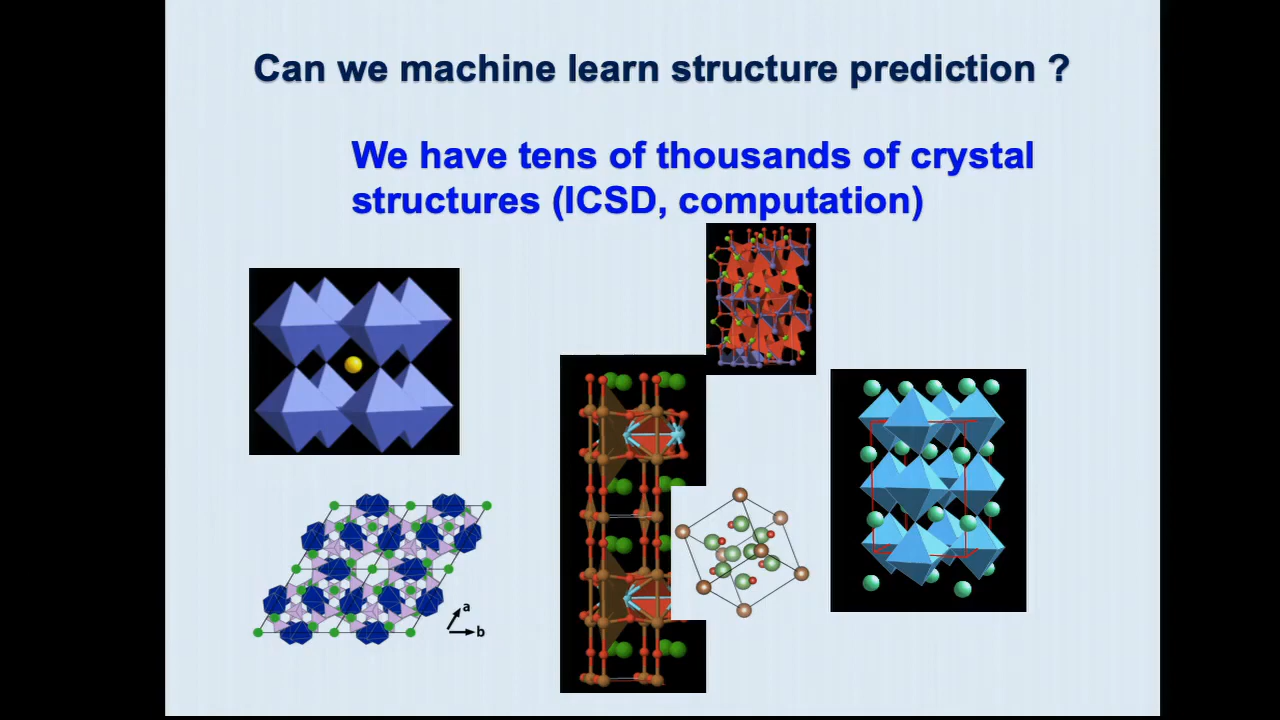 Can we machine learn structure prediction ?
We have tens of thousands of crystal
structures (ICSD, computation)
a
b